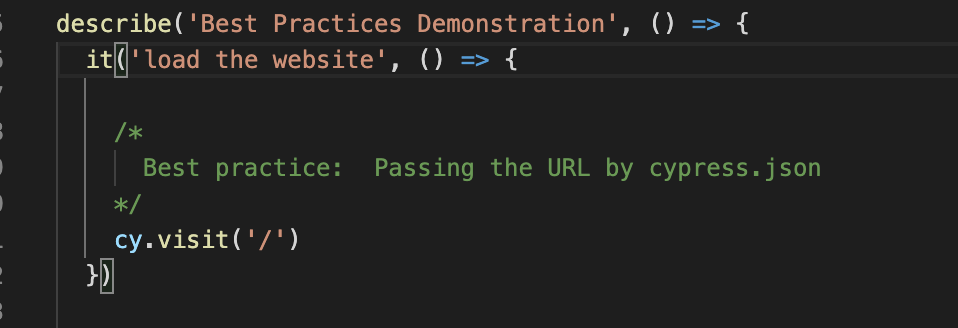 describe('Best Practices Demonstration', () => {
it('load the website', () => {
/*
Best practice:  Passing the URL by cypress.json
*/
cy.visit('/')
})